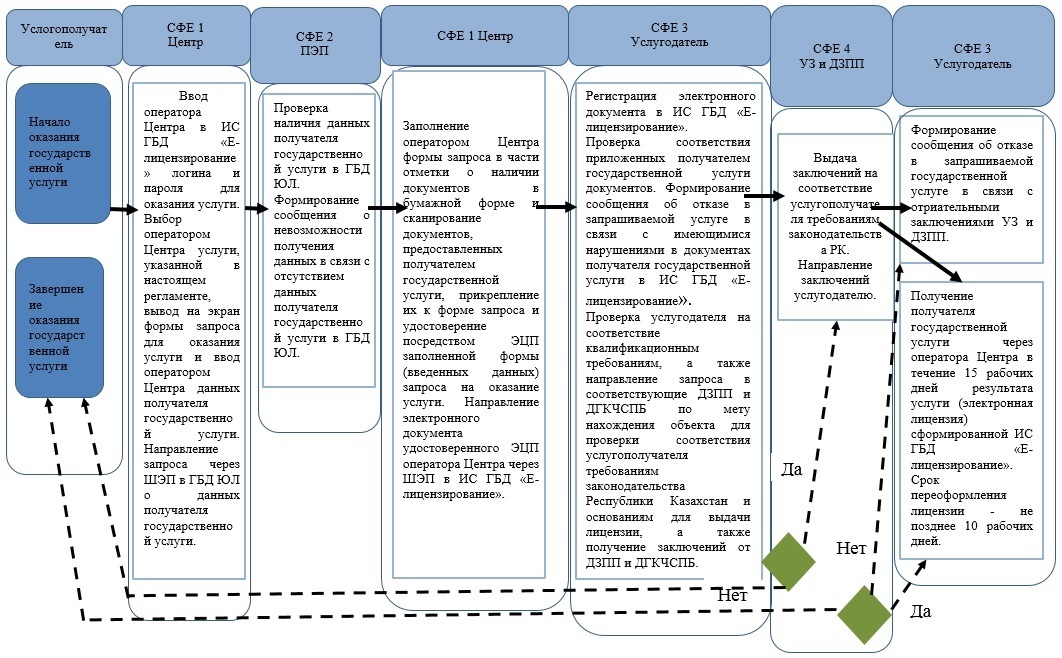 Услогополучат
ель
СФЕ 1
Центр
СФЕ 2
ПЭП
СФЕ 1 Центр
СФЕ 3
Услугодатель
СФЕ 4
УЗ и ДЗПП
СФЕ 3
Услугодатель
Начало
оказания
государств
енной
услуги
Завершен
ие
оказания
государст
венной
услуги
Ввод
оператора
Центра в ИС
ГБД «Е-
лицензирование
» логина и
пароля для
оказания услуги.
Выбор
оператором
Центра услуги,
указанной в
настоящем
регламенте,
вывод на экран
формы запроса
для оказания
услуги и ввод
оператором
Центра данных
получателя
государственно
й услуги.
Направление
запроса через
ШЭП в ГБД ЮЛ
о данных
получателя
государственно
й услуги.
Проверка
наличия данных
получателя
государственно
й услуги в ГБД
ЮЛ.
Формирование
сообщения о
невозможности
получения
данных в связи с
отсутствием
данных
получателя
государственно
й услуги в ГБД
ЮЛ.
Заполнение
оператором Центра
формы запроса в части
отметки о наличии
документов в
бумажной форме и
сканирование
документов,
предоставленных
получателем
государственной
услуги, прикрепление
их к форме запроса и
удостоверение
посредством ЭЦП
заполненной формы
(введенных данных)
запроса на оказание
услуги. Направление
электронного
документа
удостоверенного ЭЦП
оператора Центра через
ШЭП в ИС ГБД «Е-
лицензирование».
Регистрация электронного
документа в ИС ГБД «Е-
лицензирование».
Проверка соответствия
приложенных получателем
государственной услуги
документов. Формирование
сообщения об отказе в
запрашиваемой услуге в
связи с имеющимися
нарушениями в документах
получателя государственной
услуги в ИС ГБД «Е-
лицензирование».
Проверка услугодателя на
соответствие
квалификационным
требованиям, а также
направление запроса в
соответствующие ДЗПП и
ДГКЧСПБ по мету
нахождения объекта для
проверки соответствия
услугополучателя
требованиям
законодательства
Республики Казахстан и
основаниям для выдачи
лицензии, а также
получение заключений от
ДЗПП и ДГКЧСПБ.
Выдача
заключений на
соответствие
услугополучате
ля требованиям
законодательств
а РК.
Направление
заключений
услугодателю.
Формирование
сообщения об отказе в
запрашиваемой
государственной
услуге в связи с
отриательными
заключениями УЗ и
ДЗПП.
Получение
получателя
государственной
услуги через
оператора Центра в
течение 15 рабочих
дней результата
услуги (электронная
лицензия)
сформированной ИС
ГБД «Е-
лицензирование».
Срок
переоформления
лицензии - не
позднее 10 рабочих
дней.
Да
Нет
Нет
Да